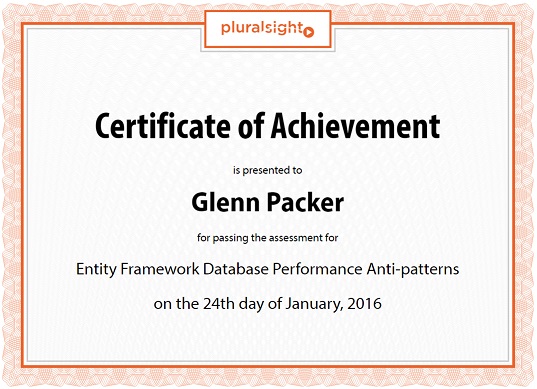 pluralsight
Certificate of Achievement
is presented to
Glenn Packer
for passing the assessment for
Entity Framework Database Performance Anti-patterns
on the 24th day of January, 2016